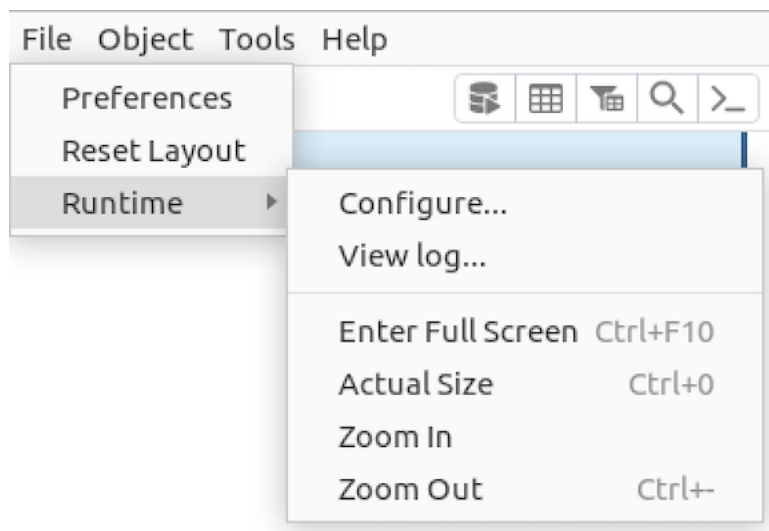 File Object Tools Help
Preferences
Reset Layout
Runtime
Configure...
View log...
Enter Full Screen Ctrl+F10
Actual Size Ctrl+0
Zoom In
Zoom Out Ctrl+-